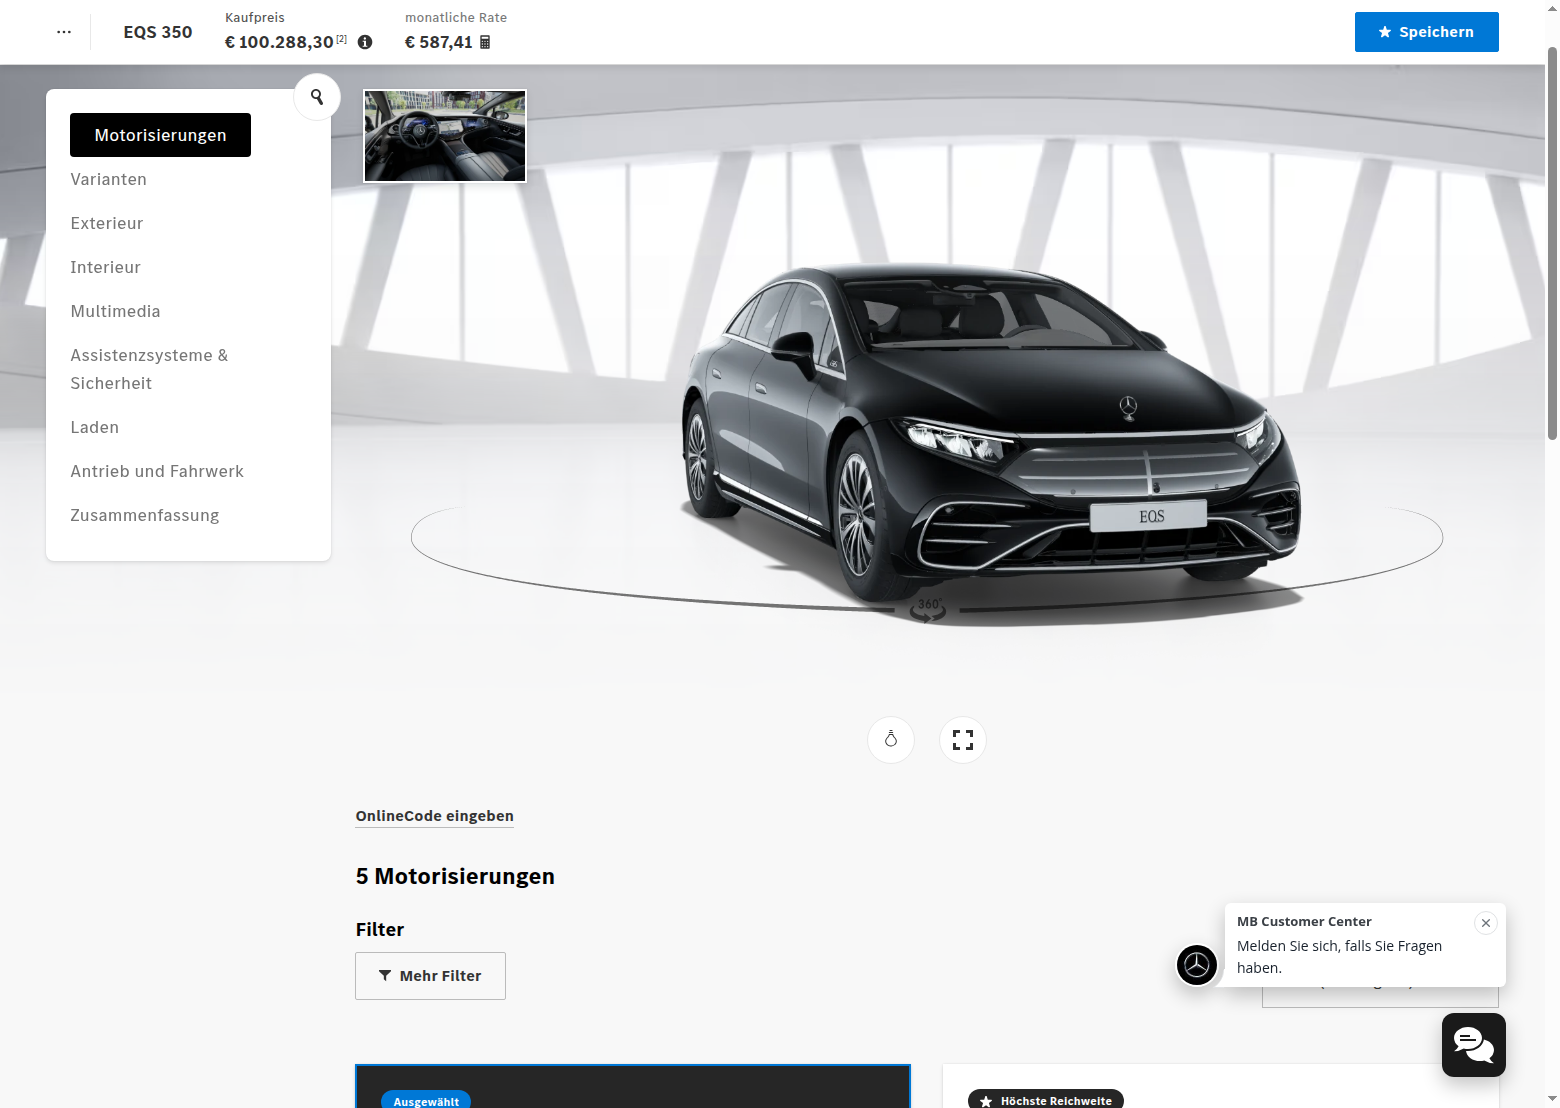 EQS 350
Kaufpreis
€ 100.288,30 [2]
monatliche Rate
€ 587,41
Speichern
Motorisierungen
Varianten
Exterieur
Interieur
Multimedia
Assistenzsysteme &
Sicherheit
Laden
Antrieb und Fahrwerk
Zusammenfassung
EQS
360°
OnlineCode eingeben
5 Motorisierungen
Filter
Mehr Filter
MB Customer Center
Melden Sie sich, falls Sie Fragen
haben.
Ausgewählt
Höchste Reichweite